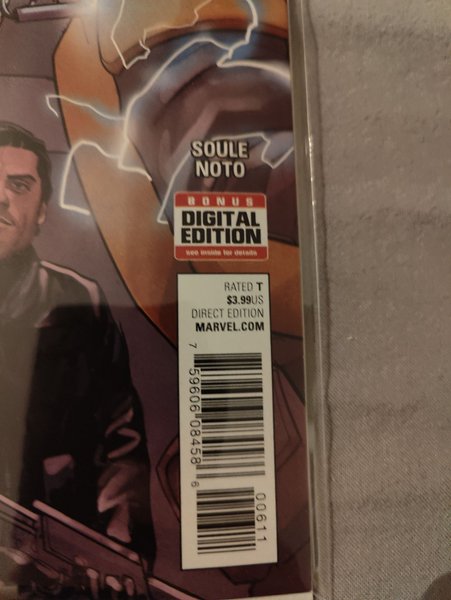 SOULE
NOTO
BONUS
DIGITAL
EDITION
see inside for details
RATED T
$3.99US
DIRECT EDITION
MARVEL.COM
7 59606 08458 6
00611